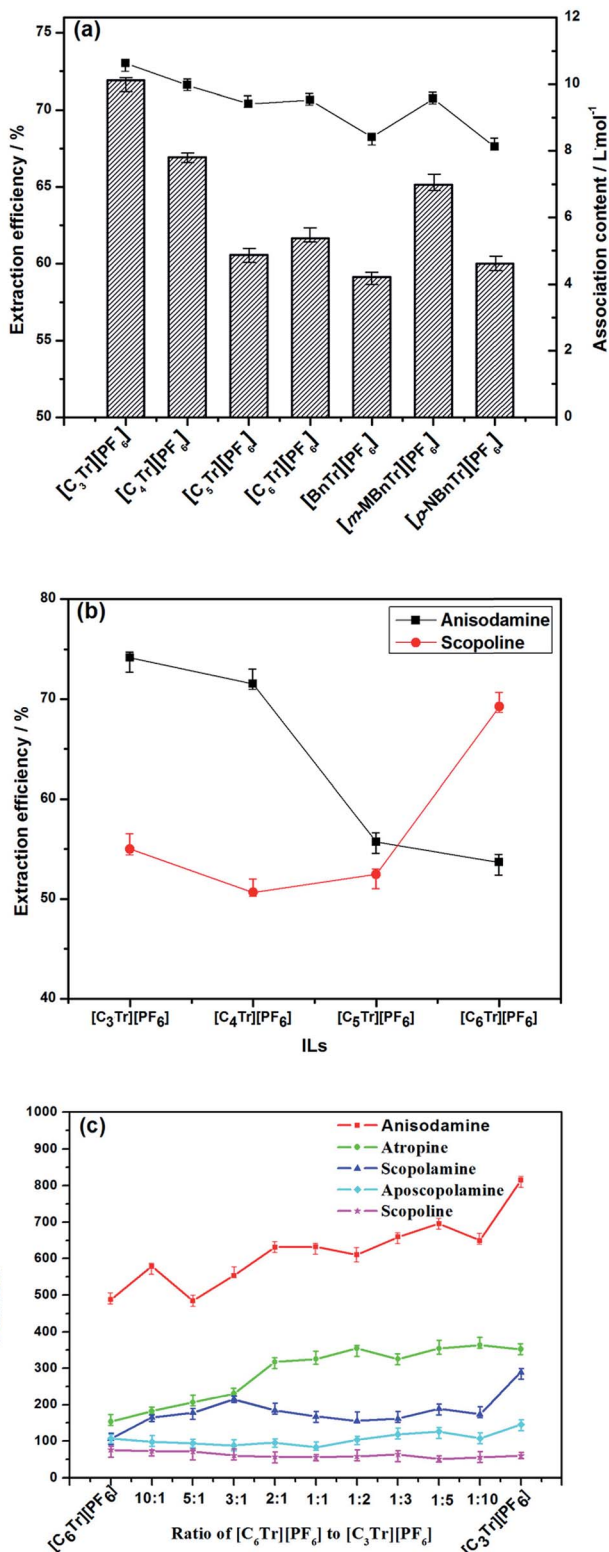 (a)
75
70
65
60
55
50
Extraction efficiency / %
12
10
8
6
4
2
0
Association content / L·mol-1
[C3Tr][PF6]
[C4Tr][PF6]
[C5Tr][PF6]
[C6Tr][PF6]
[BnTr][PF6]
[m-MBnTr][PF6]
[p-NBnTr][PF6]
(b)
Anisodamine
Scopoline
80
70
60
50
40
Extraction efficiency / %
[C3Tr][PF6]
[C4Tr][PF6]
[C5Tr][PF6]
[C6Tr][PF6]
ILs
(c)
Anisodamine
Atropine
Scopolamine
Aposcopolamine
Scopoline
1000
900
800
700
600
500
400
300
200
100
0
[C6Tr][PF6]
10:1
5:1
3:1
2:1
1:1
1:2
1:3
1:5
1:10
[C3Tr][PF6]
Ratio of [C6Tr][PF6] to [C3Tr][PF6]